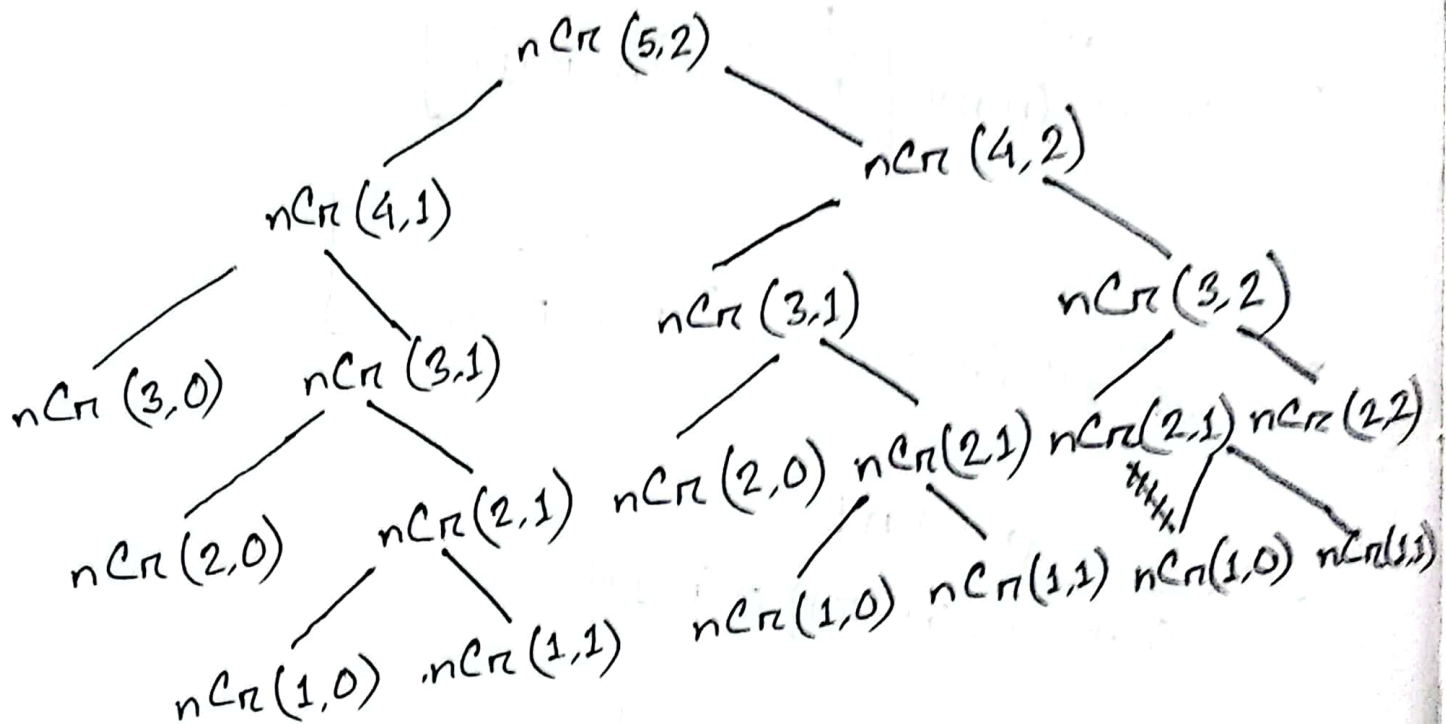 nCr (5,2)
nCr (4,1) nCr (4,2)
nCr (3,0) nCr (3,1) nCr (3,1) nCr (3,2)
nCr (2,0) nCr (2,1) nCr (2,0) nCr (2,1) nCr (2,1) nCr (2,2)
nCr (1,0) nCr (1,1) nCr (1,0) nCr (1,1) nCr (1,0) nCr (1,1)